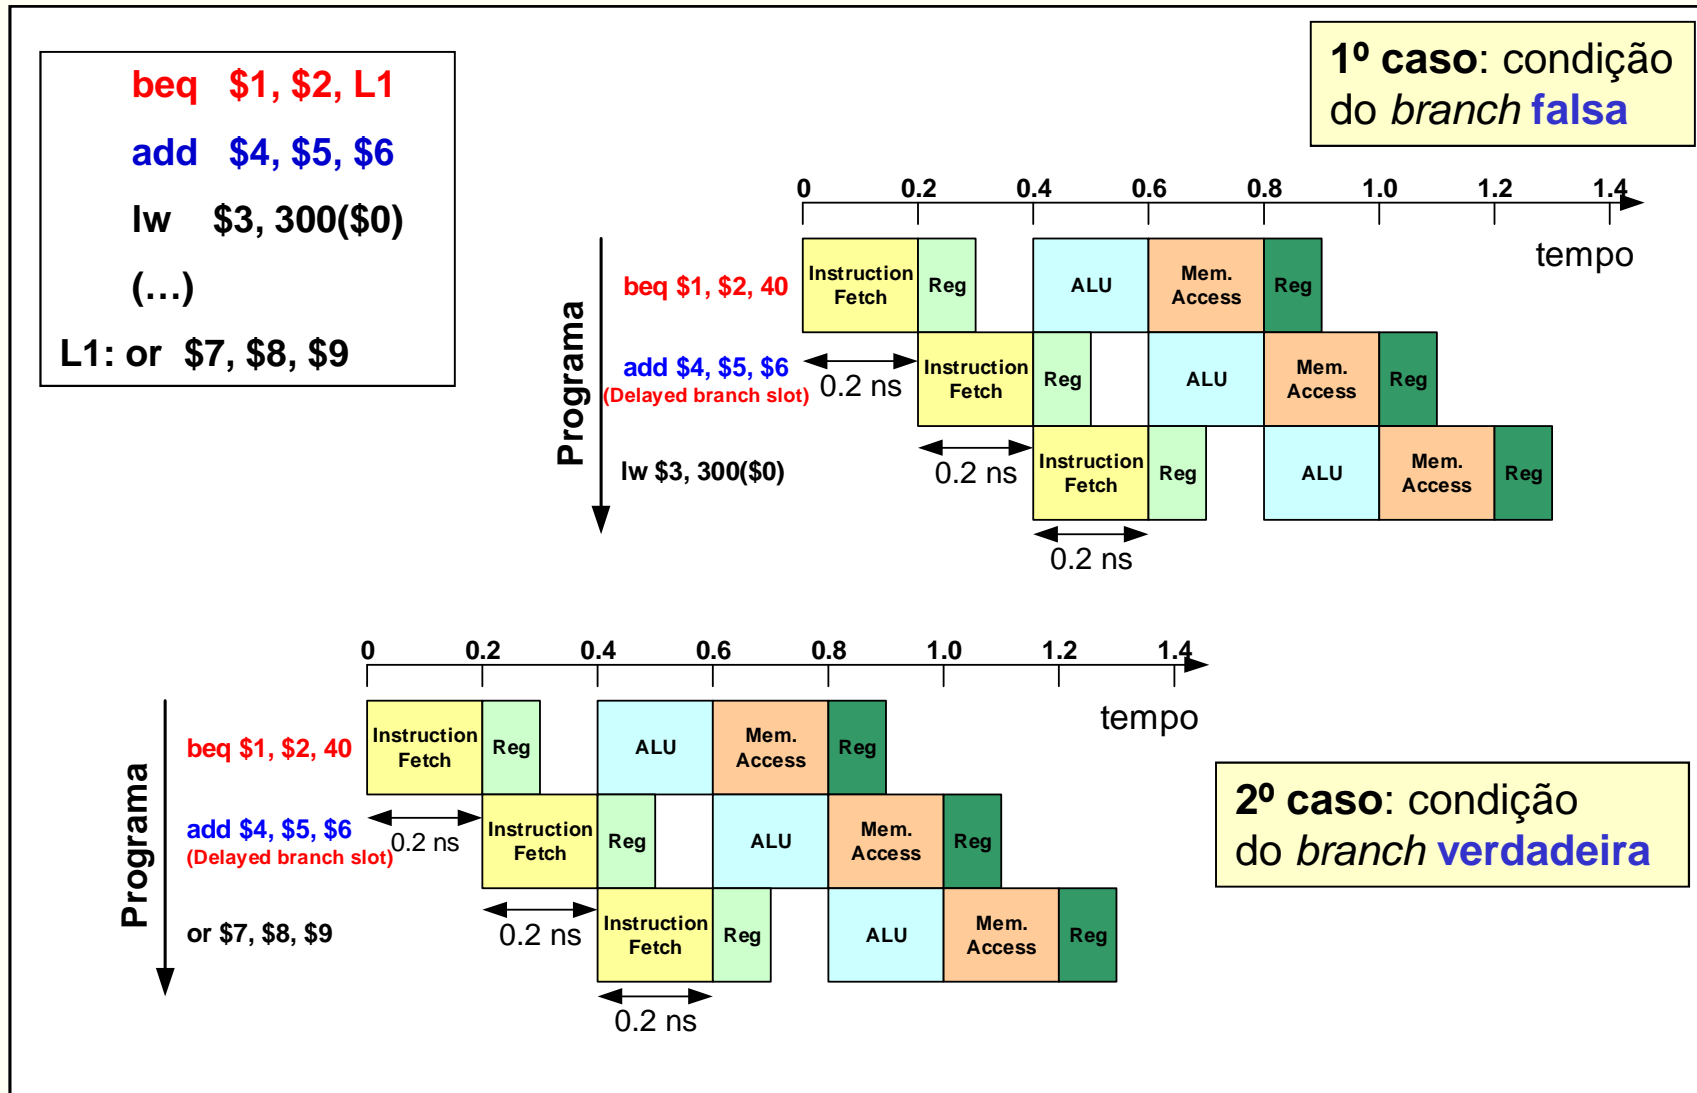 beq $1, $2, L1
add $4, $5, $6
lw $3, 300($0)
(…)
L1: or $7, $8, $9
1º caso: condição
do branch falsa
0 0.2 0.4 0.6 0.8 1.0 1.2 1.4
tempo
Programa
beq $1, $2, 40
Instruction
Fetch
Reg
ALU
Mem.
Access
Reg
add $4, $5, $6
(Delayed branch slot)
0.2 ns
Instruction
Fetch
Reg
ALU
Mem.
Access
Reg
lw $3, 300($0)
0.2 ns
Instruction
Fetch
Reg
ALU
Mem.
Access
Reg
0.2 ns
0 0.2 0.4 0.6 0.8 1.0 1.2 1.4
tempo
Programa
beq $1, $2, 40
Instruction
Fetch
Reg
ALU
Mem.
Access
Reg
add $4, $5, $6
(Delayed branch slot)
0.2 ns
Instruction
Fetch
Reg
ALU
Mem.
Access
Reg
or $7, $8, $9
0.2 ns
Instruction
Fetch
Reg
ALU
Mem.
Access
Reg
0.2 ns
2º caso: condição
do branch verdadeira